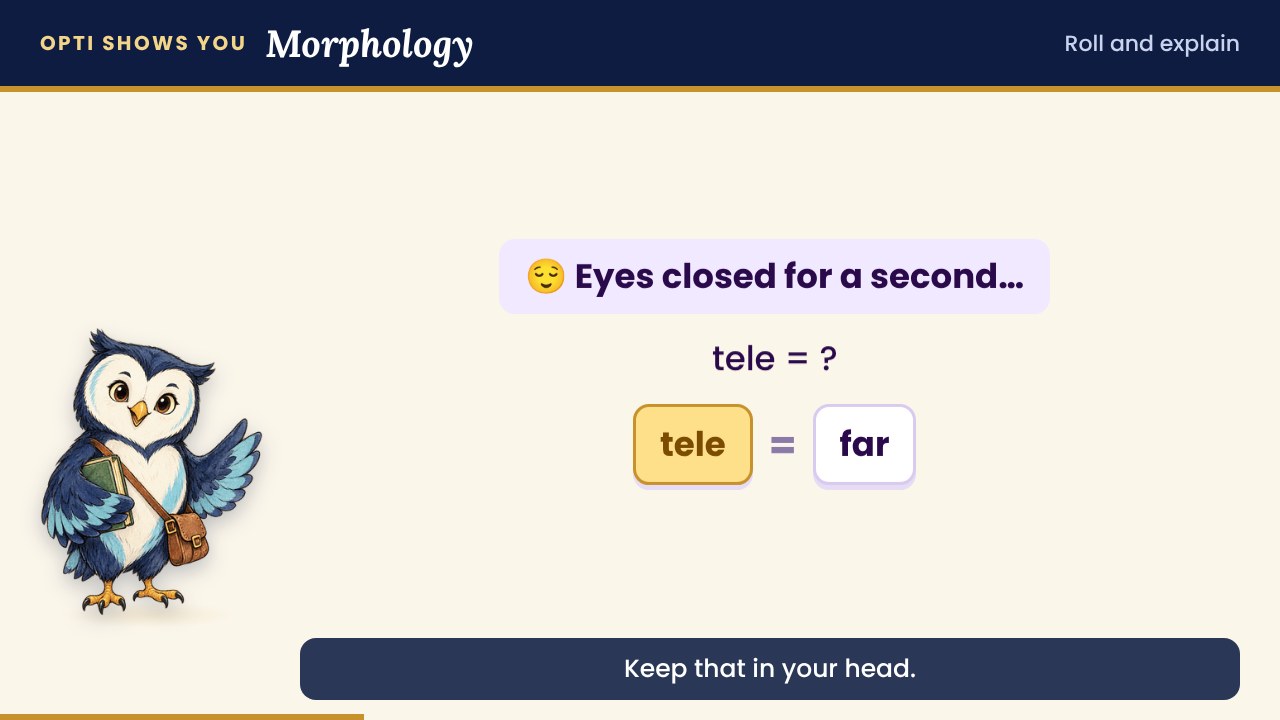 OPTI SHOWS YOU Morphology
Roll and explain
😌 Eyes closed for a second...
tele = ?
tele = far
Keep that in your head.